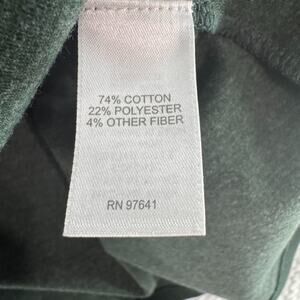 74% COTTON
22% POLYESTER
4% OTHER FIBER
RN 97641